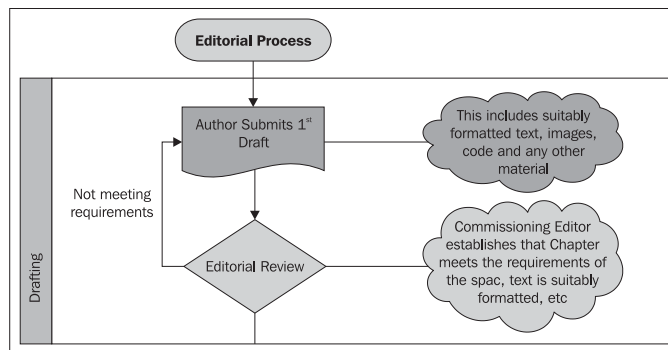 Editorial Process
Drafting
Author Submits 1st
Draft
This includes suitably
formatted text, images,
code and any other
material
Not meeting
requirements
Editorial Review
Commissioning Editor
establishes that Chapter
meets the requirements of
the spac, text is suitably
formatted, etc